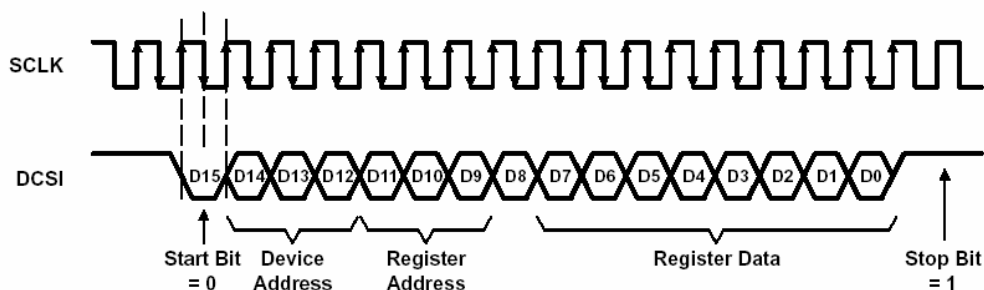 SCLK
DCSI
D15 D14 D13 D12 D11 D10 D9 D8 D7 D6 D5 D4 D3 D2 D1 D0
Start Bit
= 0
Device
Address
Register
Address
Register Data
Stop Bit
= 1